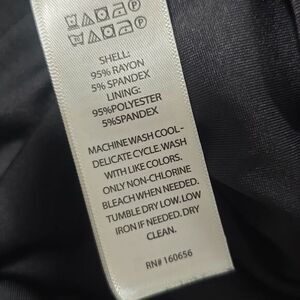 SHELL:
95% RAYON
5% SPANDEX
LINING:
95%POLYESTER
5%SPANDEX
MACHINE WASH COOL-
DELICATE CYCLE. WASH
WITH LIKE COLORS.
ONLY NON-CHLORINE
BLEACH WHEN NEEDED.
TUMBLE DRY LOW. LOW
IRON IF NEEDED. DRY
CLEAN.
RN# 160656